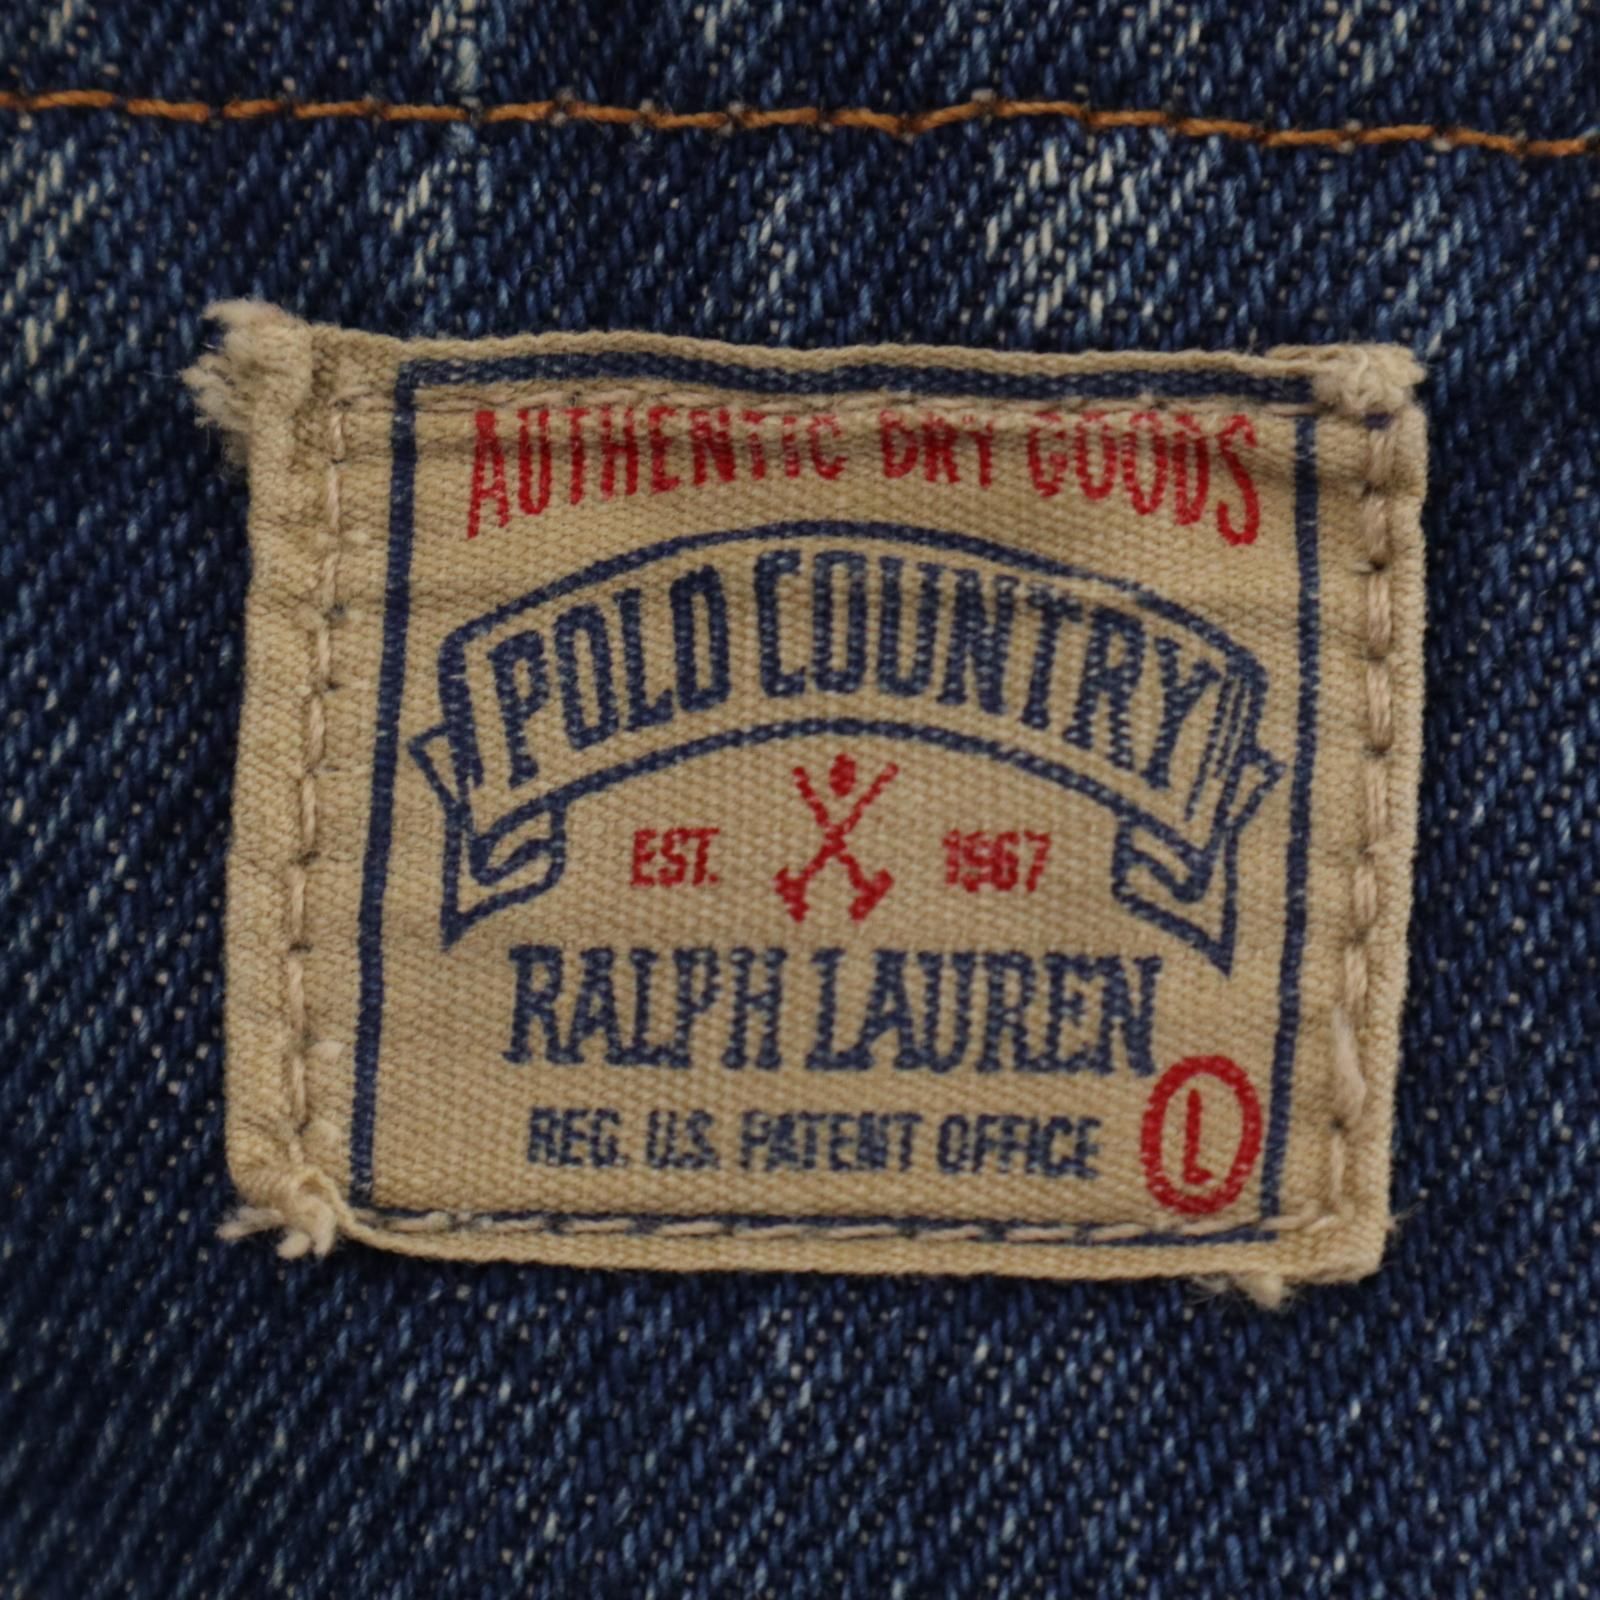 AUTHENTIC DRY GOODS
POLO COUNTRY
EST. 1967
RALPH LAUREN
REG. U.S. PATENT OFFICE L